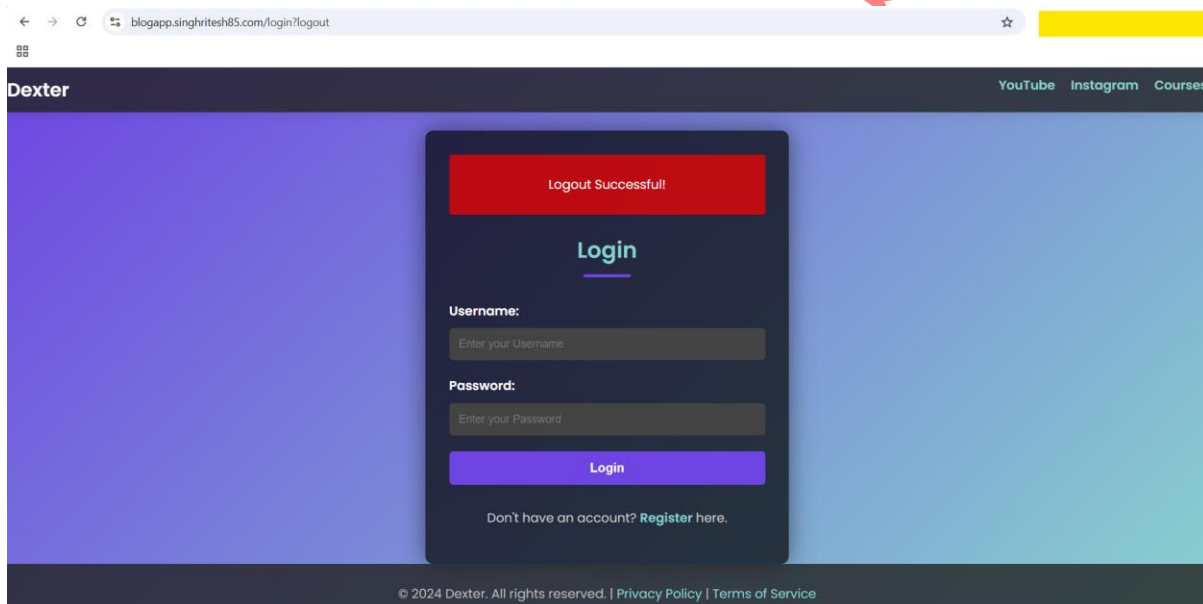 blogapp.singhritesh85.com/login?logout
Dexter
YouTube Instagram Courses
Logout Successful!
Login
Username:
Enter your Username
Password:
Enter your Password
Login
Don't have an account? Register here.
© 2024 Dexter. All rights reserved. | Privacy Policy | Terms of Service